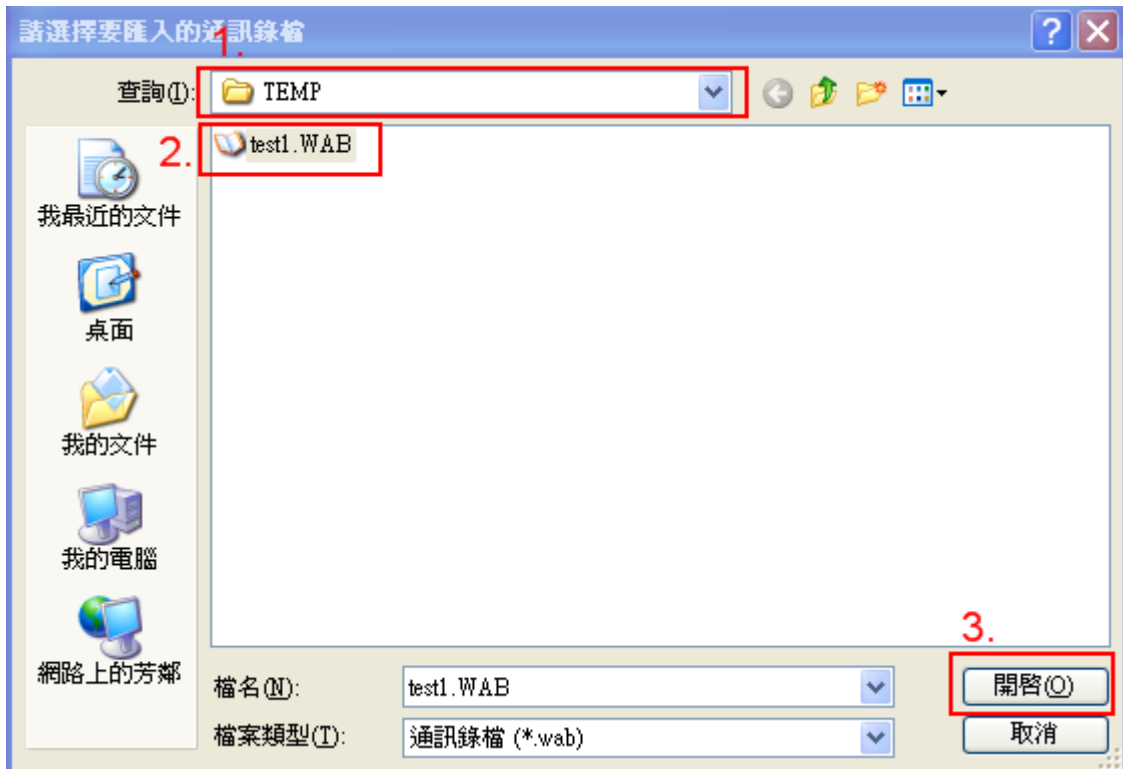 請選擇要匯入的通訊錄檔
1.
查詢(I):
TEMP
2.
test1.WAB
我最近的文件
桌面
我的文件
我的電腦
網路上的芳鄰
3.
檔名(N):
test1.WAB
開啓(O)
檔案類型(T):
通訊錄檔 (*.wab)
取消